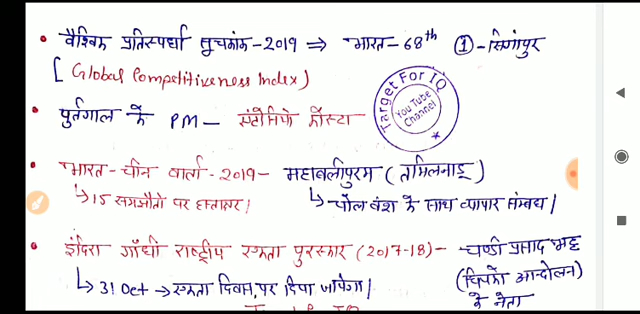 • वैश्विक प्रतिस्पर्धा सूचकांक-2019 ⇒ भारत-68th ①-सिंगापुर
[Global Competitiveness Index)
Target For IQ
You Tube
Channel
• पुर्तगाल के PM- एंटोनियो कोस्टा
• भारत-चीन वार्ता-2019- महाबलीपुरम (तमिलनाडु)
↳15 समझौतों पर हस्ताक्षर। ↳चोल वंश के साथ व्यापार संम्बध।
• इंदिरा गाँधी राष्ट्रीय एकता पुरस्कार (2017-18)- चण्डी प्रसाद भट्ट
(चिपको आन्दोलन)
↳31 Oct → एकता दिवस, पर दिया जायेगा।
के नेता